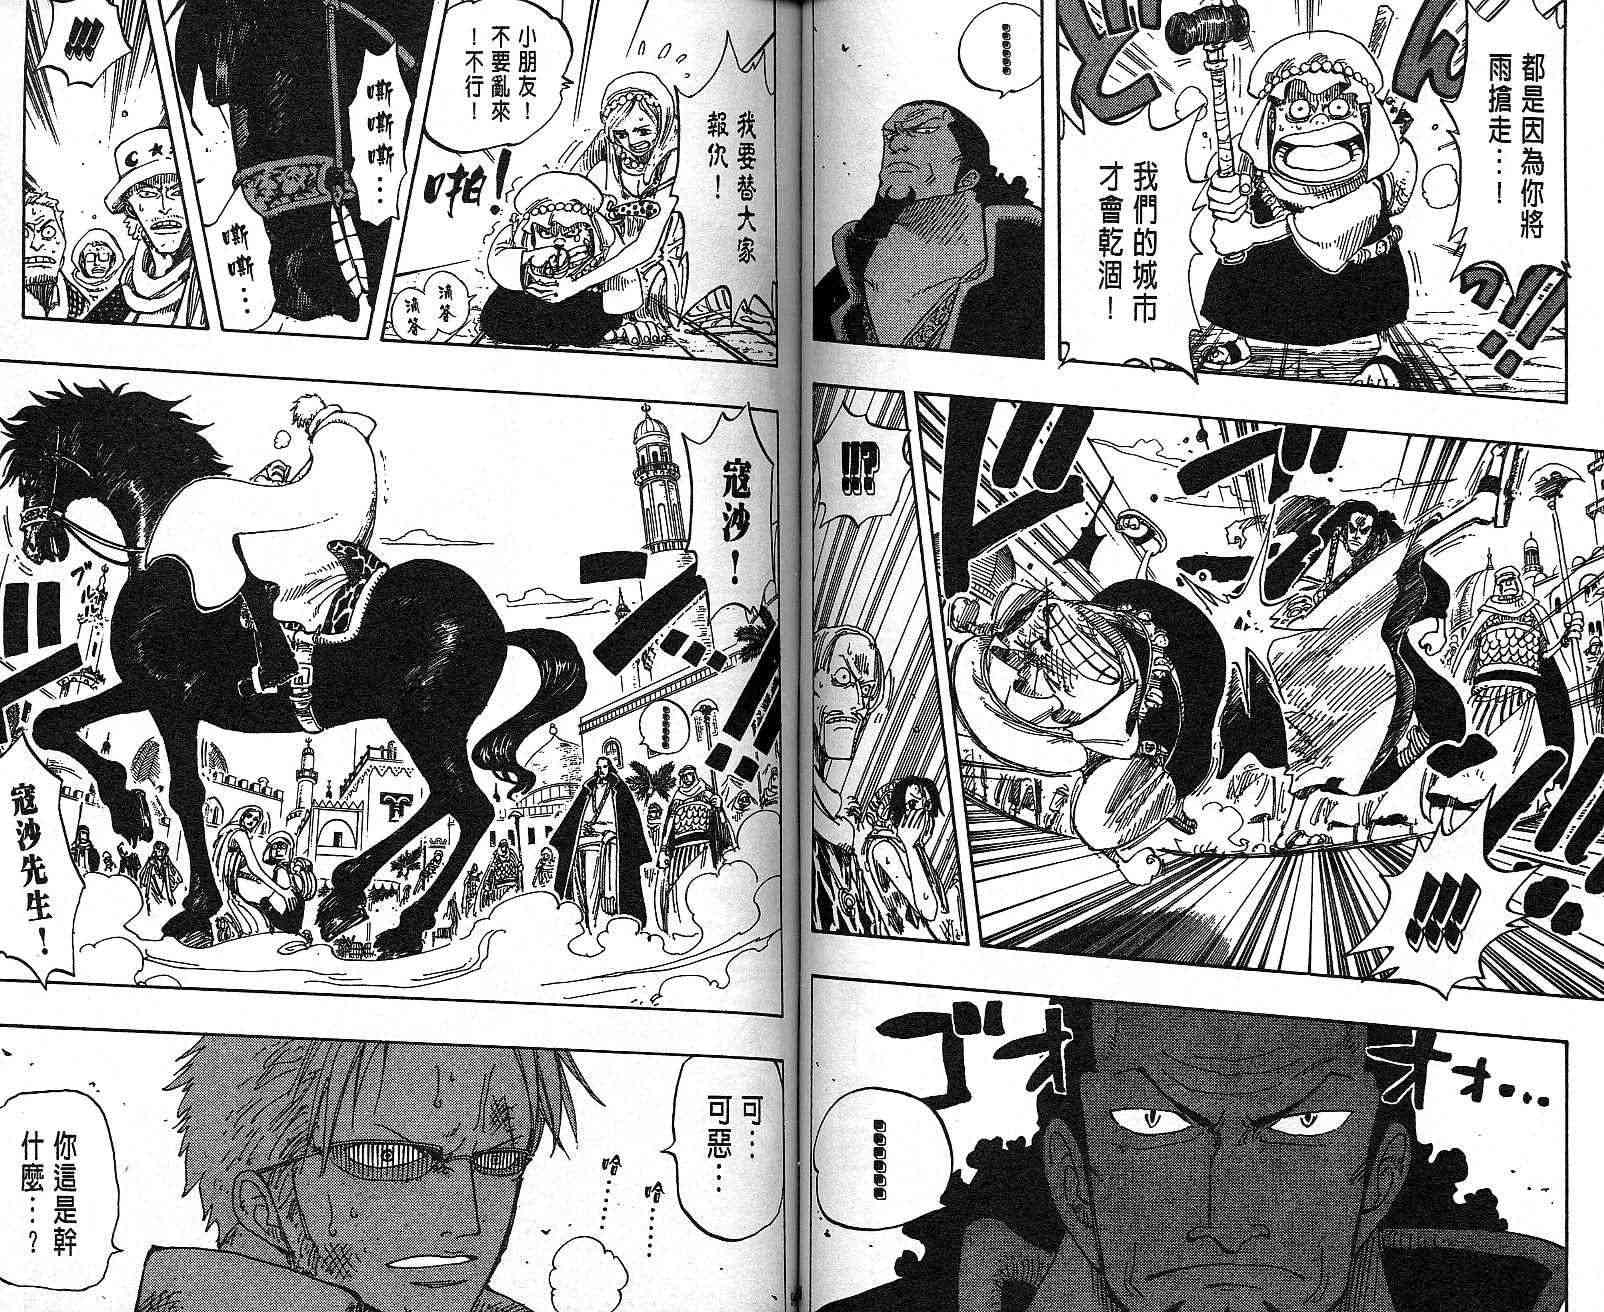 都是因為你將
雨搶走…！
我們的城市
才會乾涸！
……
!!?
!!!!
ゴオオオ…
……
我要替大家
報仇！
小朋友！
不要亂來
！不行！
啪！
滴答
滴答
嘶
嘶
嘶…
嘶
嘶…
!!!
寇沙！
ブルル
……
寇沙先生！
可…
可惡…
哈…
哈…
你這是幹
什麼…？